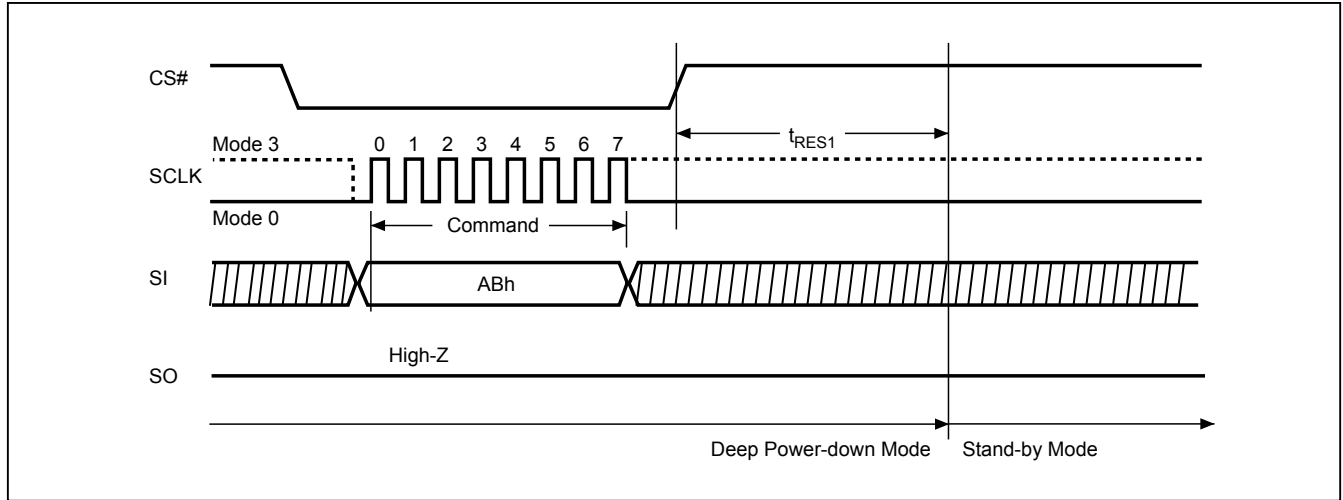 CS#
t_RES1
Mode 3
0 1 2 3 4 5 6 7
SCLK
Mode 0
Command
SI
ABh
High-Z
SO
Deep Power-down Mode
Stand-by Mode